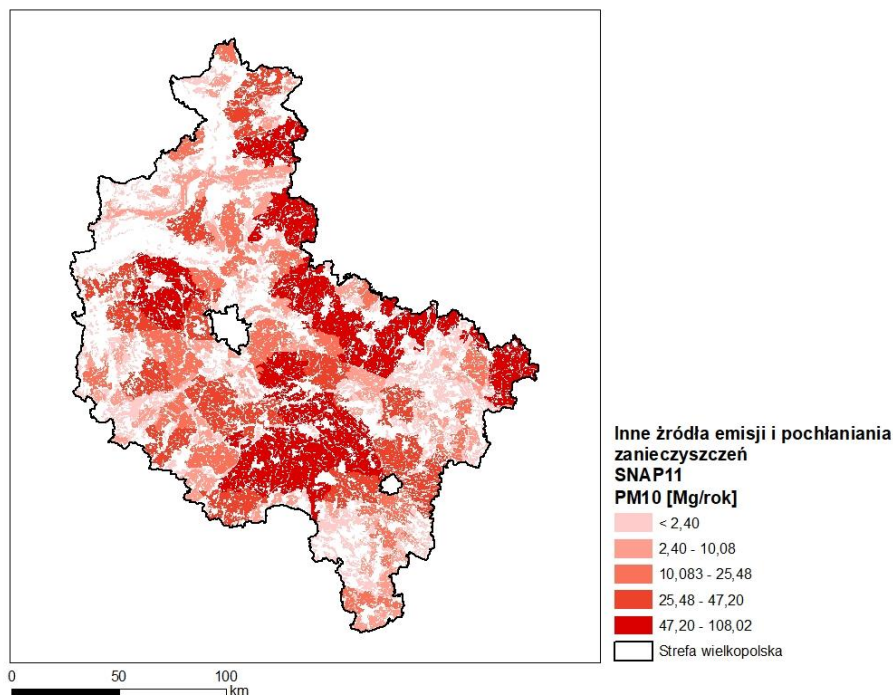 Inne źródła emisji i pochłaniania
zanieczyszczeń
SNAP11
PM10 [Mg/rok]
< 2,40
2,40 - 10,08
10,083 - 25,48
25,48 - 47,20
47,20 - 108,02
Strefa wielkopolska
0 50 100
km